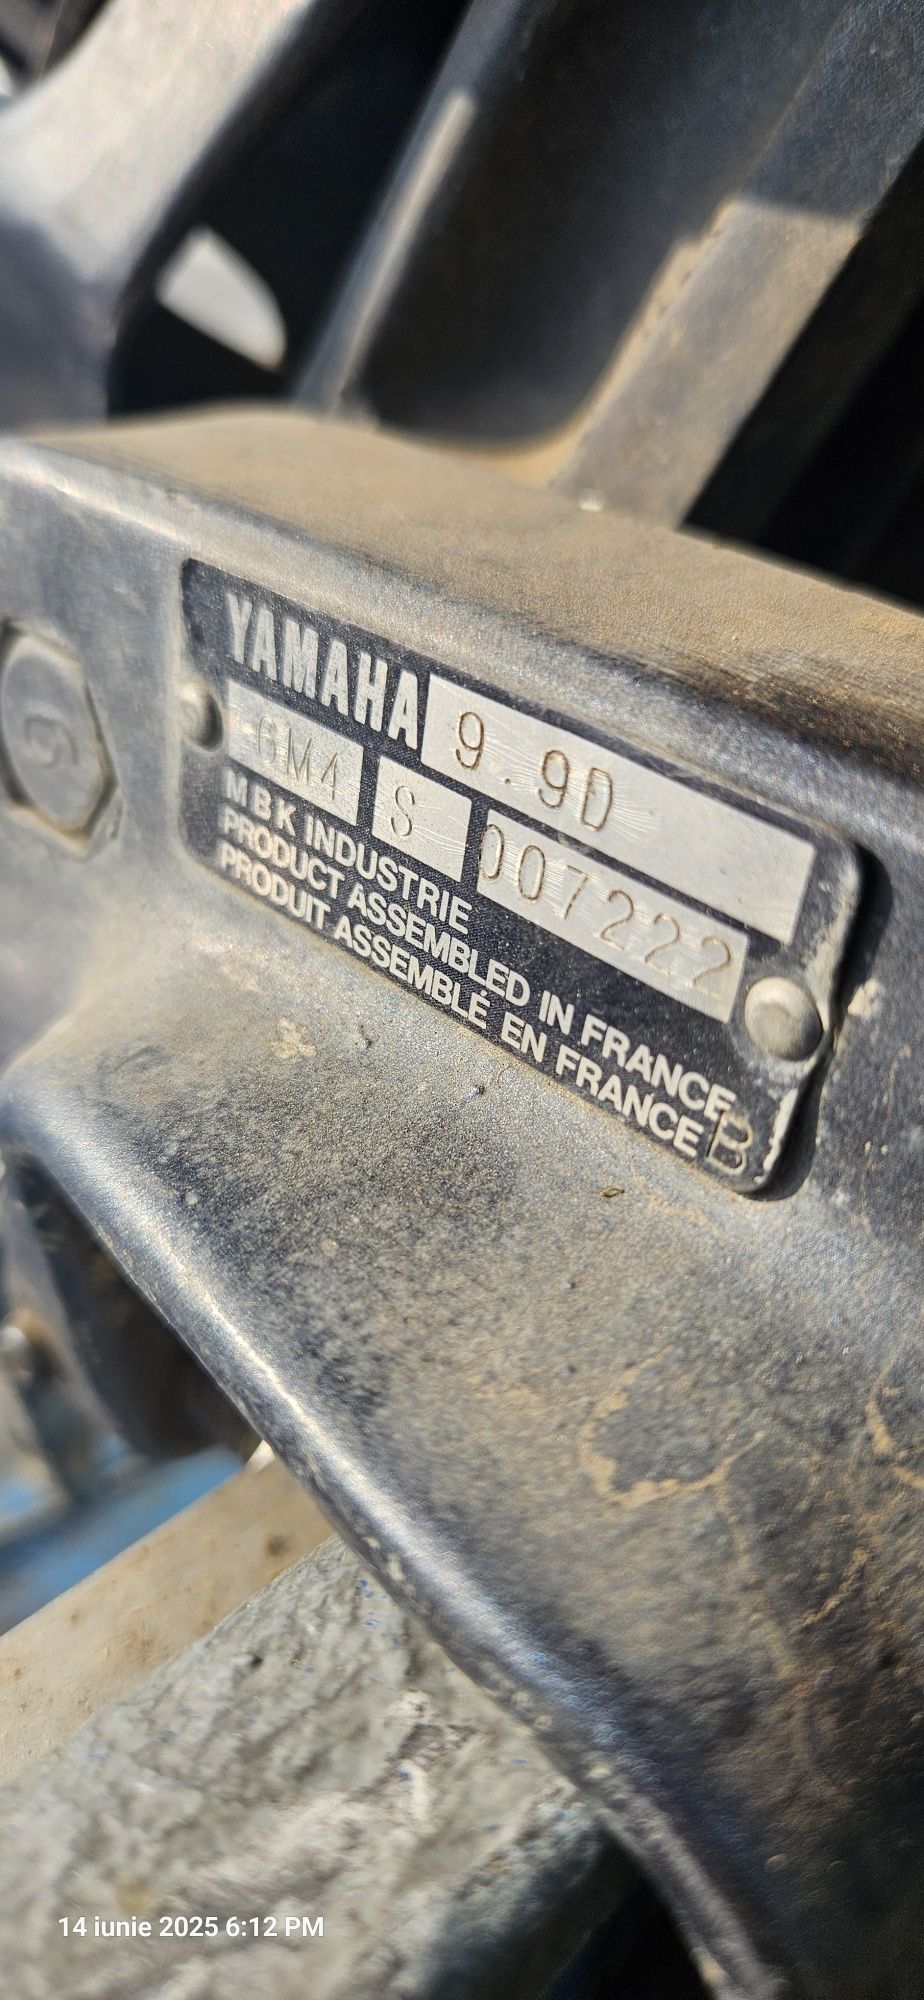 YAMAHA 9.9D
6M4 S 007222
MBK INDUSTRIE
PRODUCT ASSEMBLED IN FRANCE
PRODUIT ASSEMBLÉ EN FRANCE B
14 iunie 2025 6:12 PM